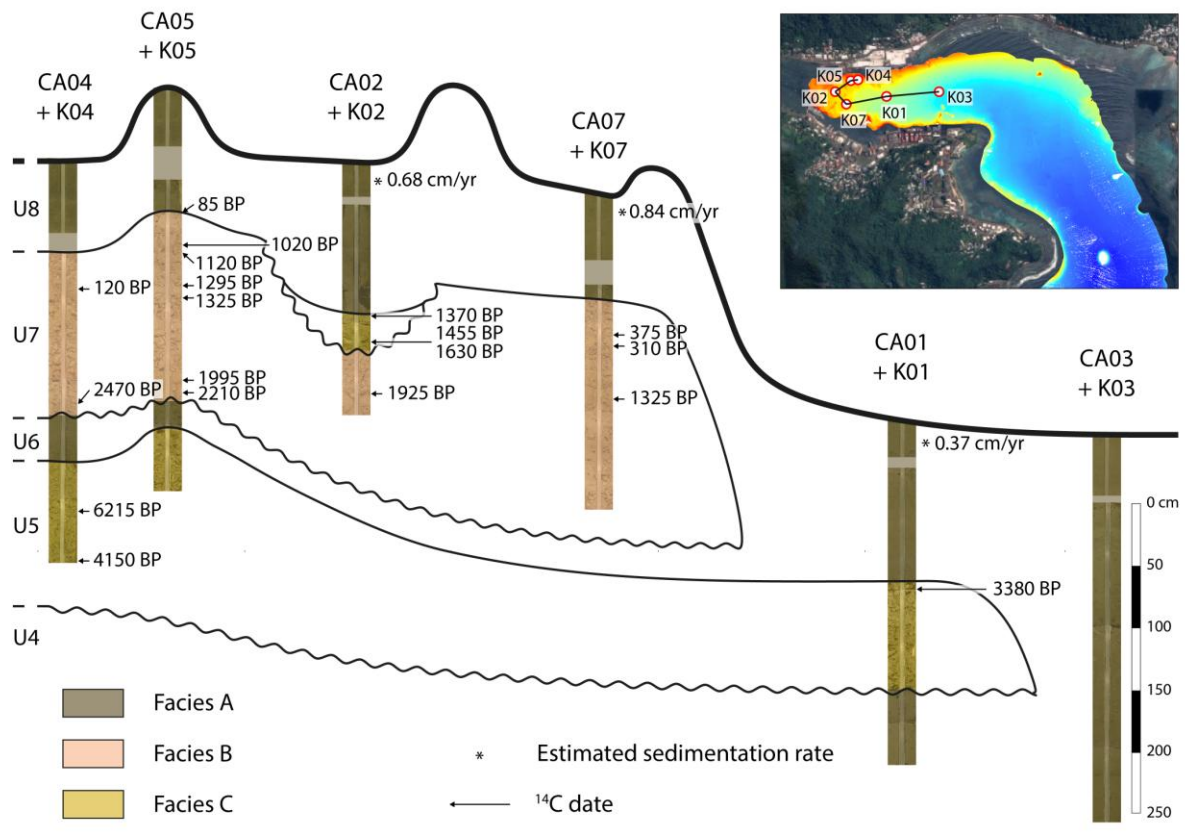 CA05
+ K05
CA04
+ K04
CA02
+ K02
CA07
+ K07
CA01
+ K01
CA03
+ K03
K05
K04
K02
K07
K01
K03
U8
U7
U6
U5
U4
* 0.68 cm/yr
* 0.84 cm/yr
* 0.37 cm/yr
85 BP
1020 BP
1120 BP
1295 BP
1325 BP
1995 BP
2210 BP
120 BP
2470 BP
6215 BP
4150 BP
1370 BP
1455 BP
1630 BP
1925 BP
375 BP
310 BP
1325 BP
3380 BP
0 cm
50
100
150
200
250
Facies A
Facies B
Facies C
* Estimated sedimentation rate
¹⁴C date